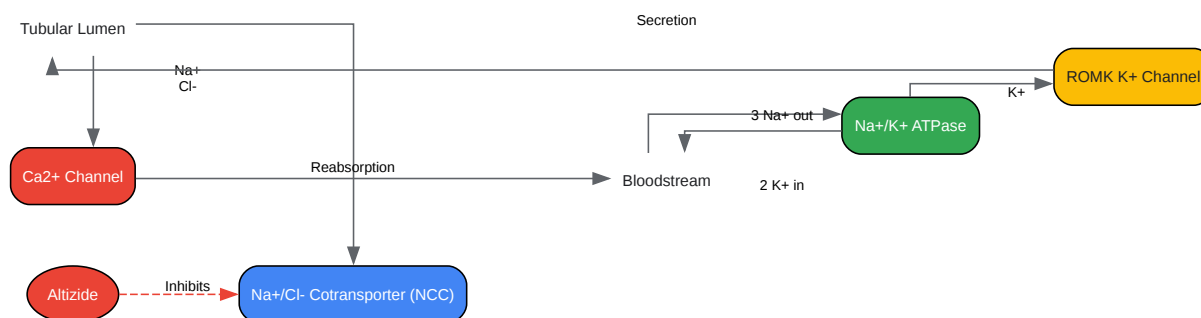 Secretion
Tubular Lumen
Na+
Cl-
ROMK K+ Channel
K+
3 Na+ out
Na+/K+ ATPase
Reabsorption
Ca2+ Channel
Bloodstream
2 K+ in
Inhibits
Altizide
Na+/Cl- Cotransporter (NCC)